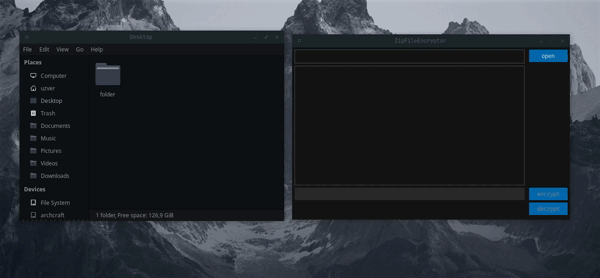 Desktop
File Edit View Go Help
Places
Computer
uzver
Desktop
Trash
Documents
Music
Pictures
Videos
Downloads
Devices
File System
archcraft
folder
1 folder, Free space: 126,9 GiB
ZipFileEncryptor
open
encrypt
decrypt